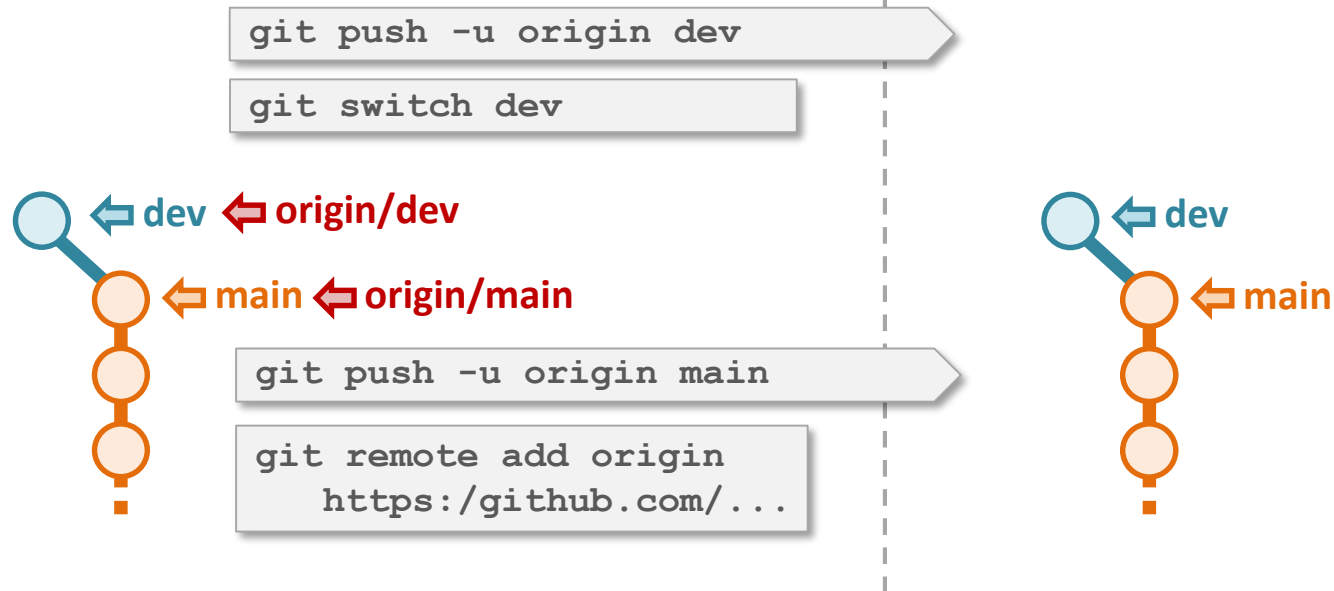 git push -u origin dev
git switch dev
dev origin/dev
dev
main origin/main
main
git push -u origin main
git remote add origin
https:/github.com/...